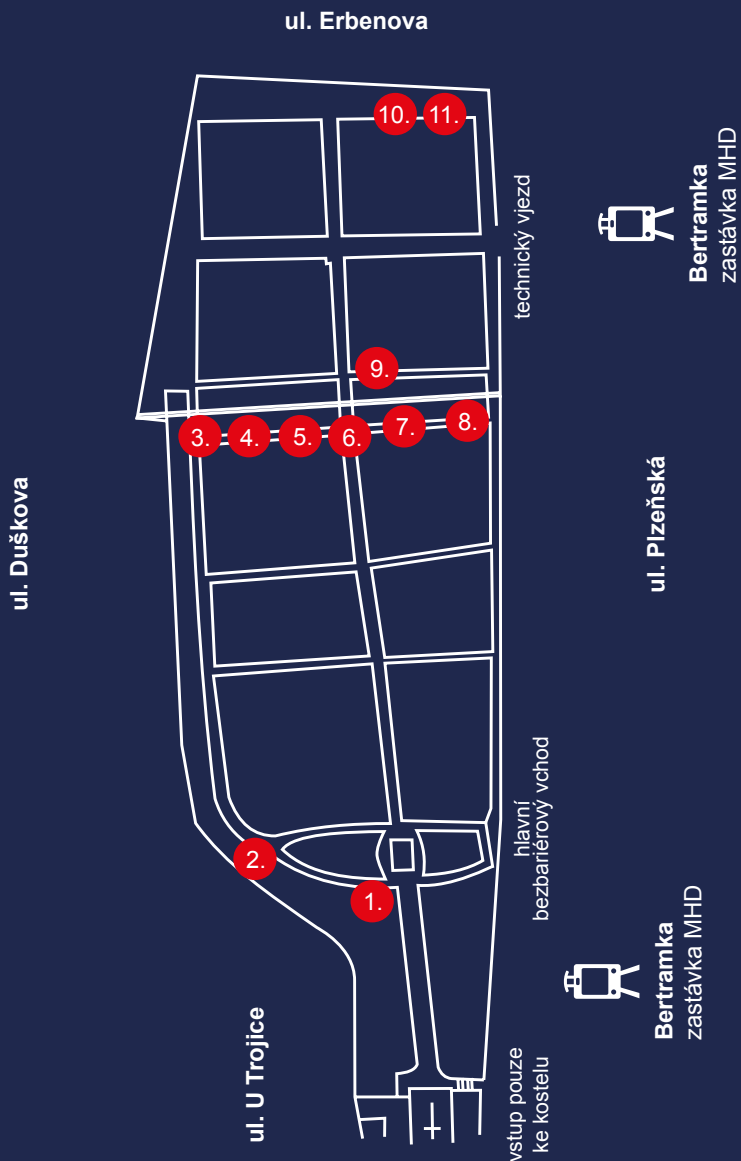 ul. Erbenova
10.
11.
technický vjezd
Bertramka
zastávka MHD
9.
3.
4.
5.
6.
7.
8.
ul. Duškova
ul. Plzeňská
hlavní
bezbariérový vchod
2.
1.
Bertramka
zastávka MHD
ul. U Trojice
vstup pouze
ke kostelu